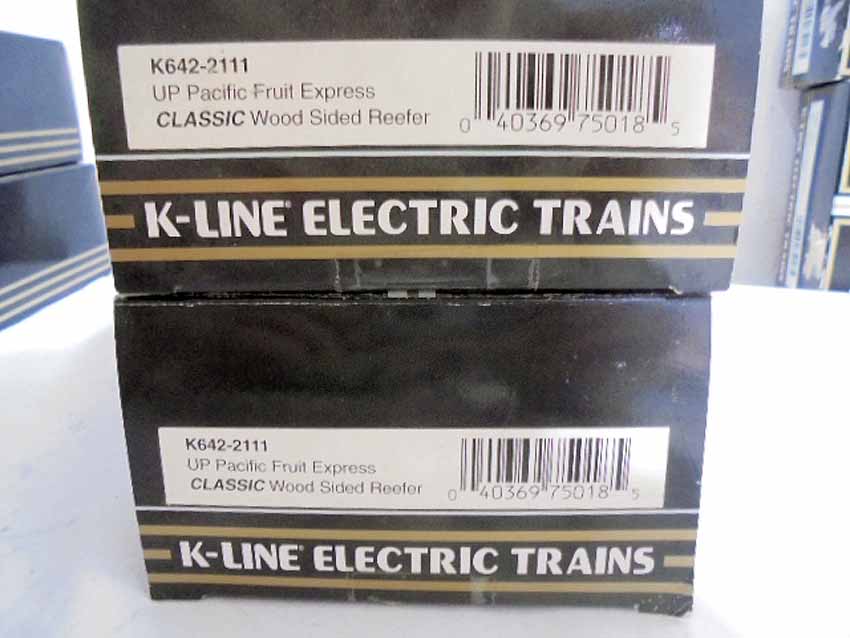 K642-2111
UP Pacific Fruit Express
CLASSIC Wood Sided Reefer
0 40369 75018 5
K-LINE® ELECTRIC TRAINS
K642-2111
UP Pacific Fruit Express
CLASSIC Wood Sided Reefer
0 40369 75018 5
K-LINE® ELECTRIC TRAINS